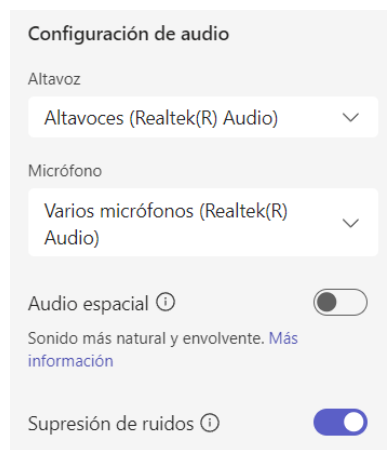 Configuración de audio
Altavoz
Altavoces (Realtek(R) Audio)
Micrófono
Varios micrófonos (Realtek(R)
Audio)
Audio espacial
Sonido más natural y envolvente. Más
información
Supresión de ruidos